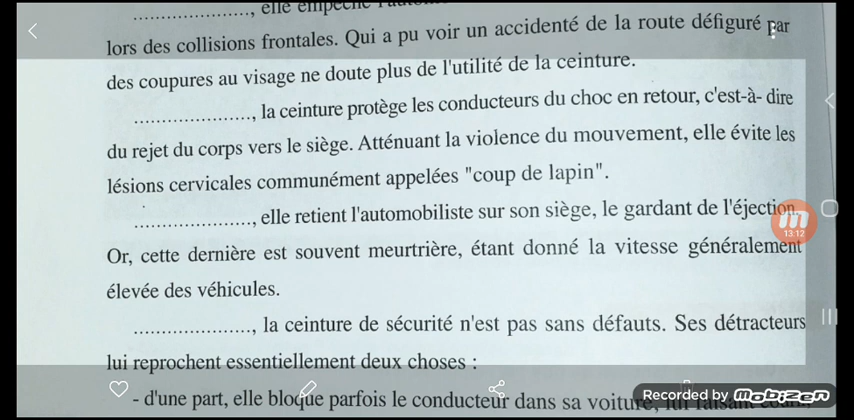 ...................., elle empêche
lors des collisions frontales. Qui a pu voir un accidenté de la route défiguré par
des coupures au visage ne doute plus de l'utilité de la ceinture.
...................., la ceinture protège les conducteurs du choc en retour, c'est-à- dire
du rejet du corps vers le siège. Atténuant la violence du mouvement, elle évite les
lésions cervicales communément appelées "coup de lapin".
...................., elle retient l'automobiliste sur son siège, le gardant de l'éjection.
13:12
Or, cette dernière est souvent meurtrière, étant donné la vitesse généralement
élevée des véhicules.
...................., la ceinture de sécurité n'est pas sans défauts. Ses détracteurs
lui reprochent essentiellement deux choses :
- d'une part, elle bloque parfois le conducteur dans sa voiture, lui faisant
Recorded by mobizen